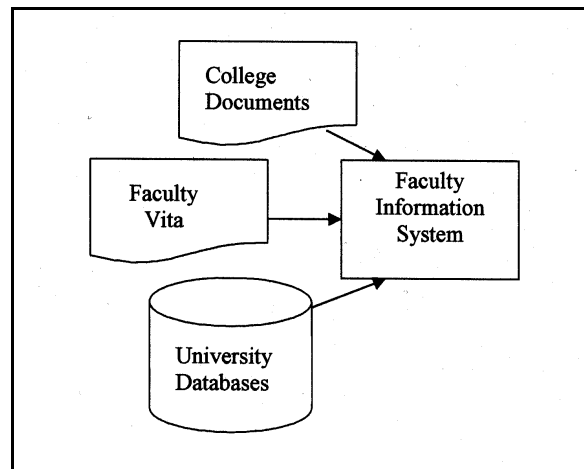 College
Documents
Faculty
Vita
Faculty
Information
System
University
Databases